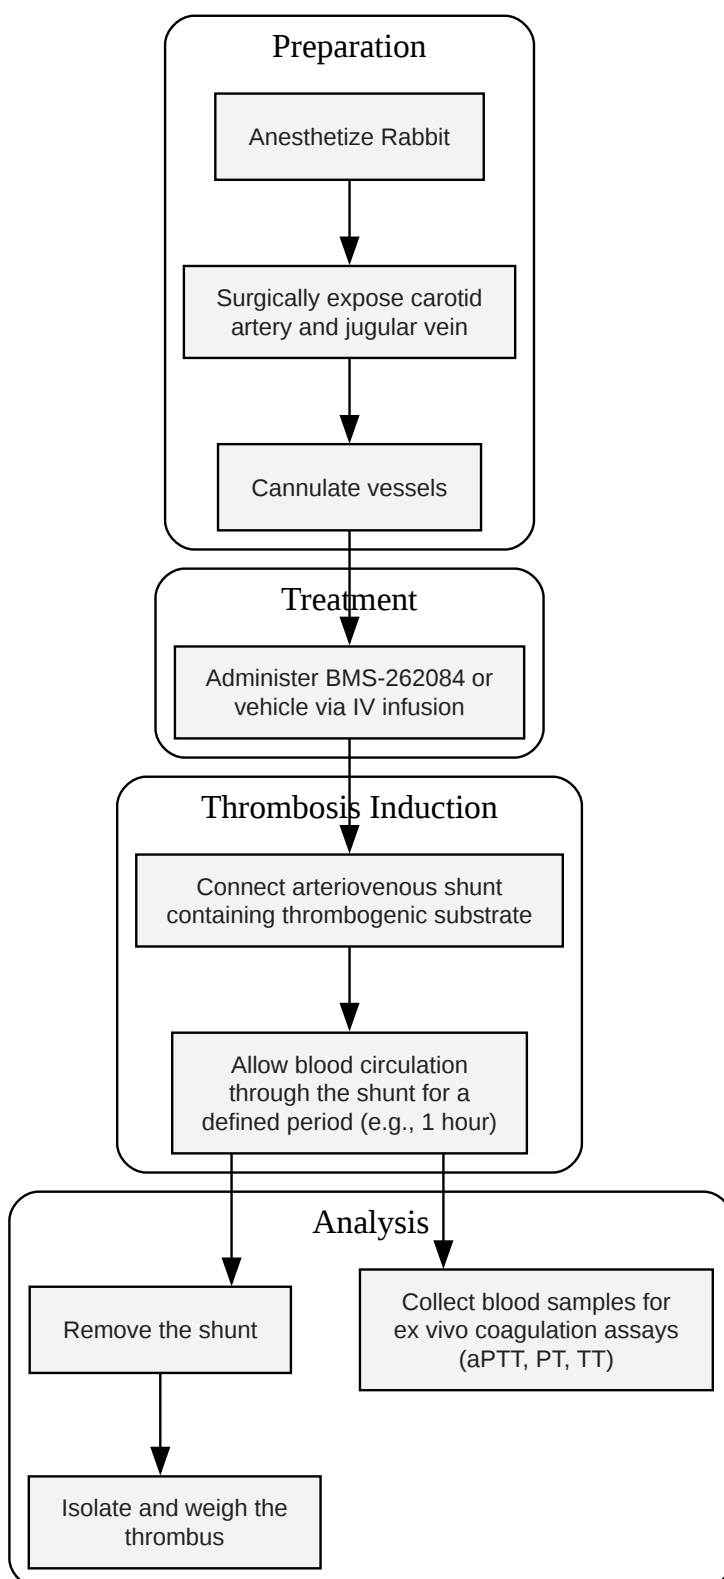 Preparation
Anesthetize Rabbit
Surgically expose carotid
artery and jugular vein
Cannulate vessels
Treatment
Administer BMS-262084 or
vehicle via IV infusion
Thrombosis Induction
Connect arteriovenous shunt
containing thrombogenic substrate
Allow blood circulation
through the shunt for a
defined period (e.g., 1 hour)
Analysis
Remove the shunt
Collect blood samples for
ex vivo coagulation assays
(aPTT, PT, TT)
Isolate and weigh the
thrombus